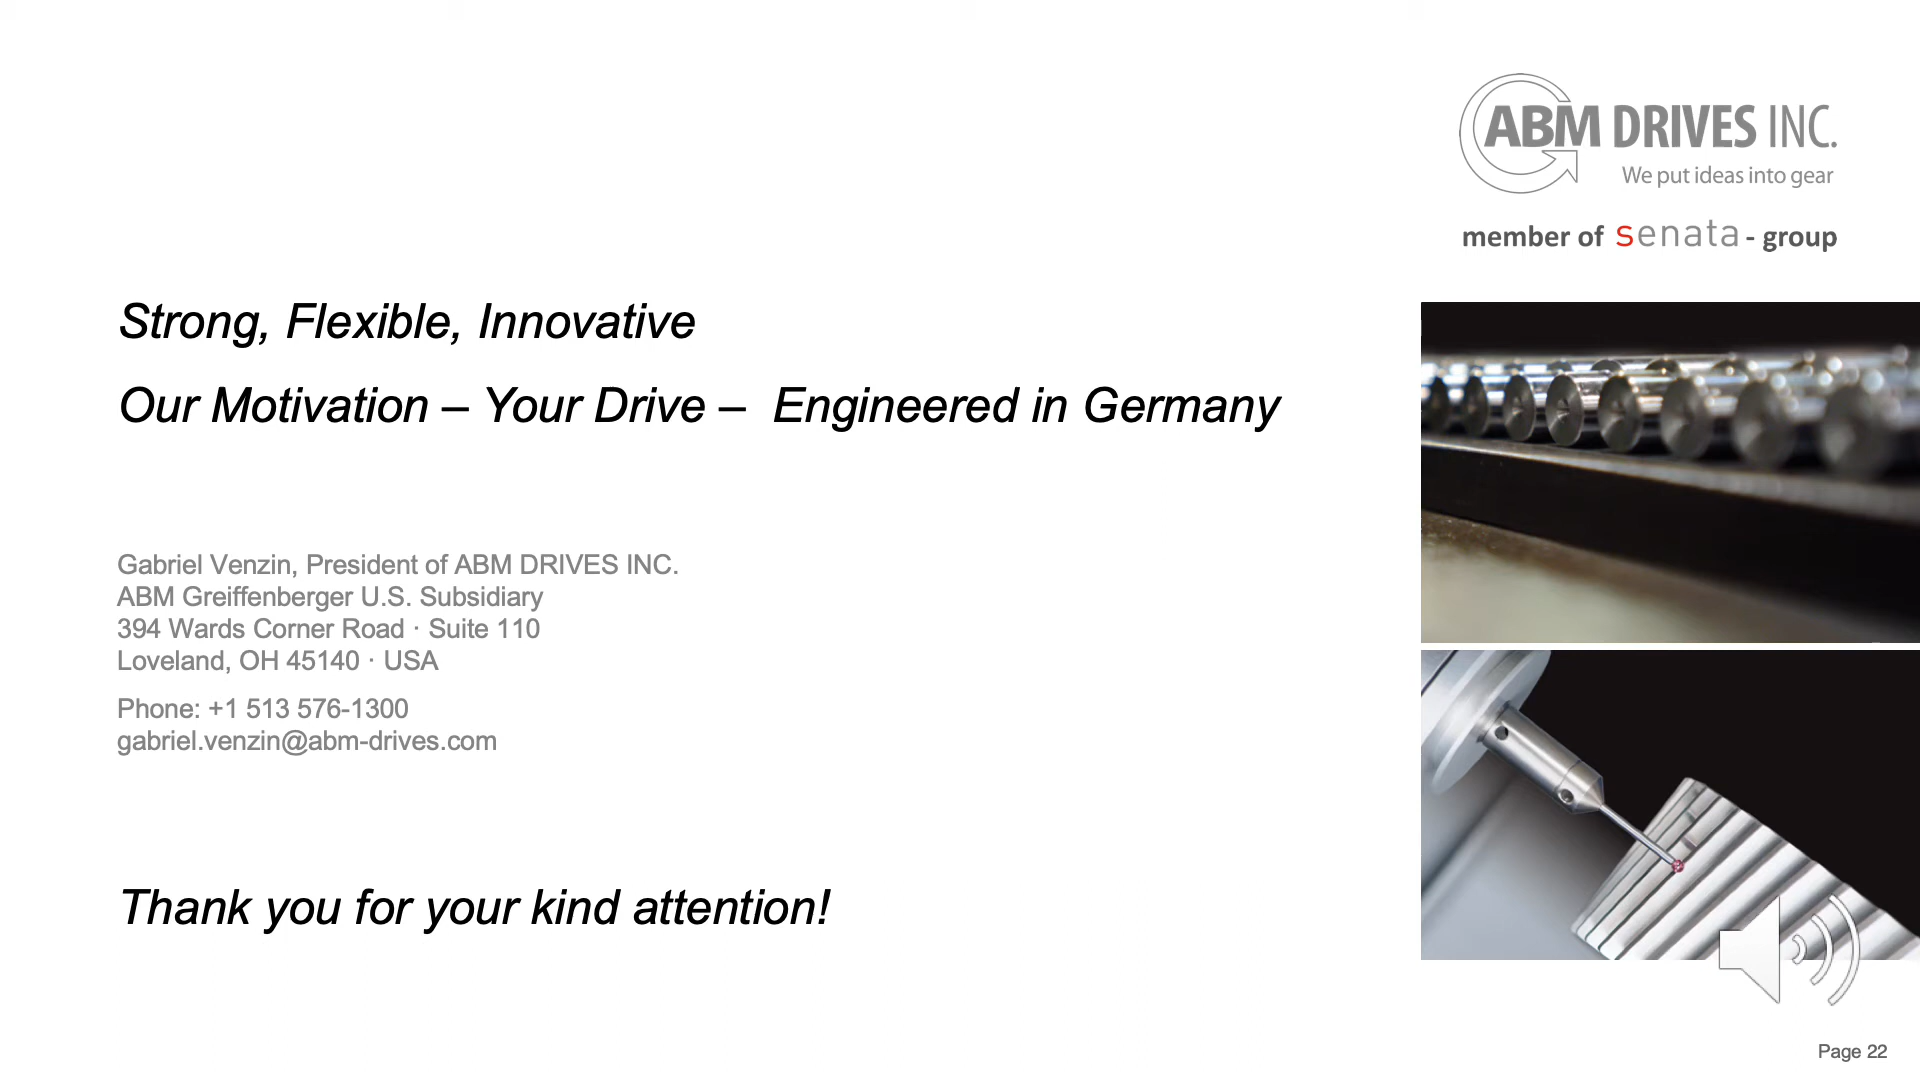 ABM DRIVES INC.
We put ideas into gear
member of senata - group
Strong, Flexible, Innovative
Our Motivation – Your Drive – Engineered in Germany
Gabriel Venzin, President of ABM DRIVES INC.
ABM Greiffenberger U.S. Subsidiary
394 Wards Corner Road · Suite 110
Loveland, OH 45140 · USA
Phone: +1 513 576-1300
gabriel.venzin@abm-drives.com
Thank you for your kind attention!
Page 22